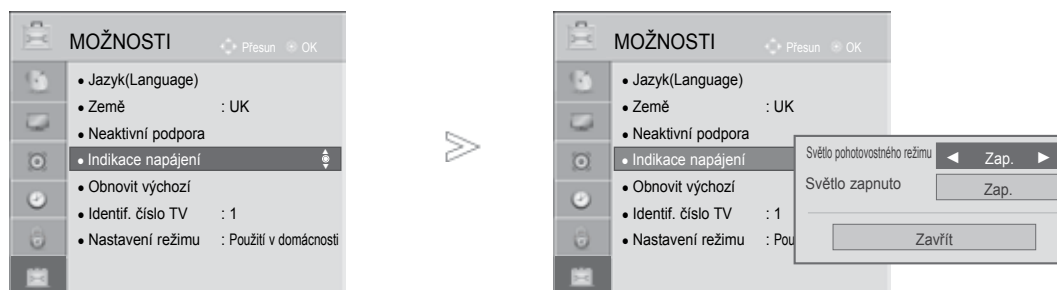 MOŽNOSTI Přesun OK
• Jazyk(Language)
• Země : UK
• Neaktivní podpora
• Indikace napájení
• Obnovit výchozí
• Identif. číslo TV : 1
• Nastavení režimu : Použití v domácnosti
MOŽNOSTI Přesun OK
• Jazyk(Language)
• Země : UK
• Neaktivní podpora
• Indikace napájení
• Obnovit výchozí
• Identif. číslo TV : 1
• Nastavení režimu : Pou
Světlo pohotovostného režimu ◀ Zap. ▶
Světlo zapnuto Zap.
Zavřít